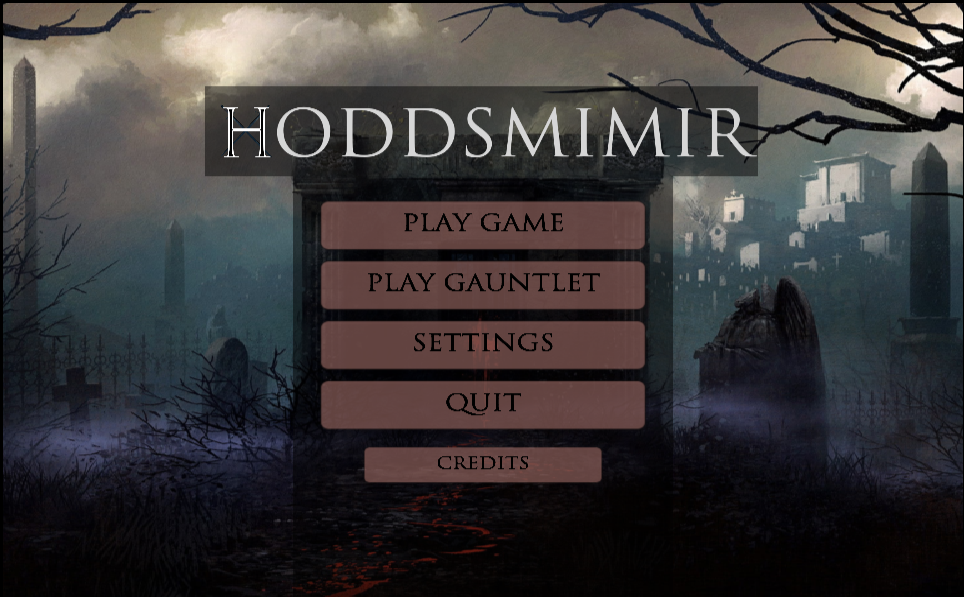 HODDSMIMIR
PLAY GAME
PLAY GAUNTLET
SETTINGS
QUIT
CREDITS